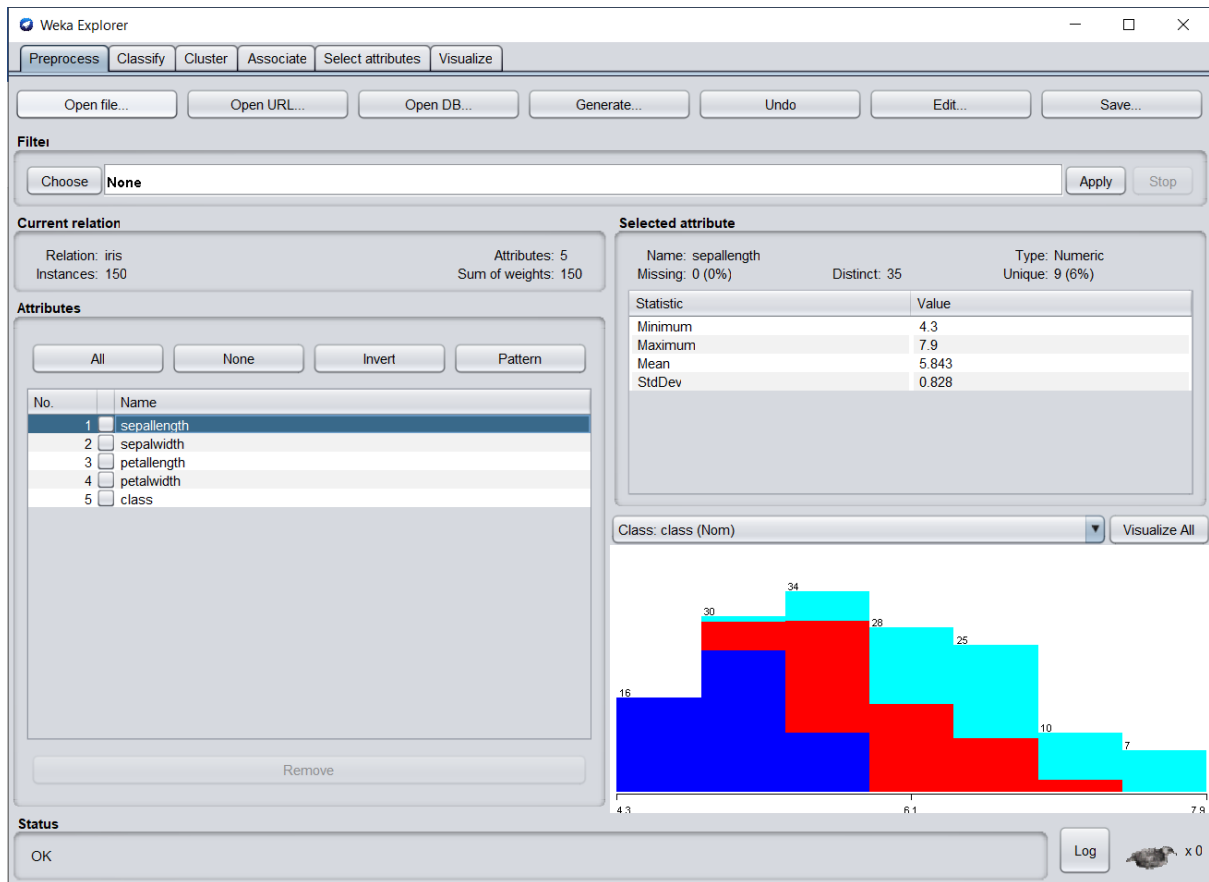 Weka Explorer
Preprocess Classify Cluster Associate Select attributes Visualize
Open file... Open URL... Open DB... Generate... Undo Edit... Save...
Filter
Choose None Apply Stop
Current relation
Relation: iris Attributes: 5
Instances: 150 Sum of weights: 150
Attributes
All None Invert Pattern
No. Name
1 sepallength
2 sepalwidth
3 petallength
4 petalwidth
5 class
Remove
Selected attribute
Name: sepallength Type: Numeric
Missing: 0 (0%) Distinct: 35 Unique: 9 (6%)
Statistic Value
Minimum 4.3
Maximum 7.9
Mean 5.843
StdDev 0.828
Class: class (Nom) Visualize All
34
30
28
25
16
10
7
4.3 6.1 7.9
Status
OK Log x 0